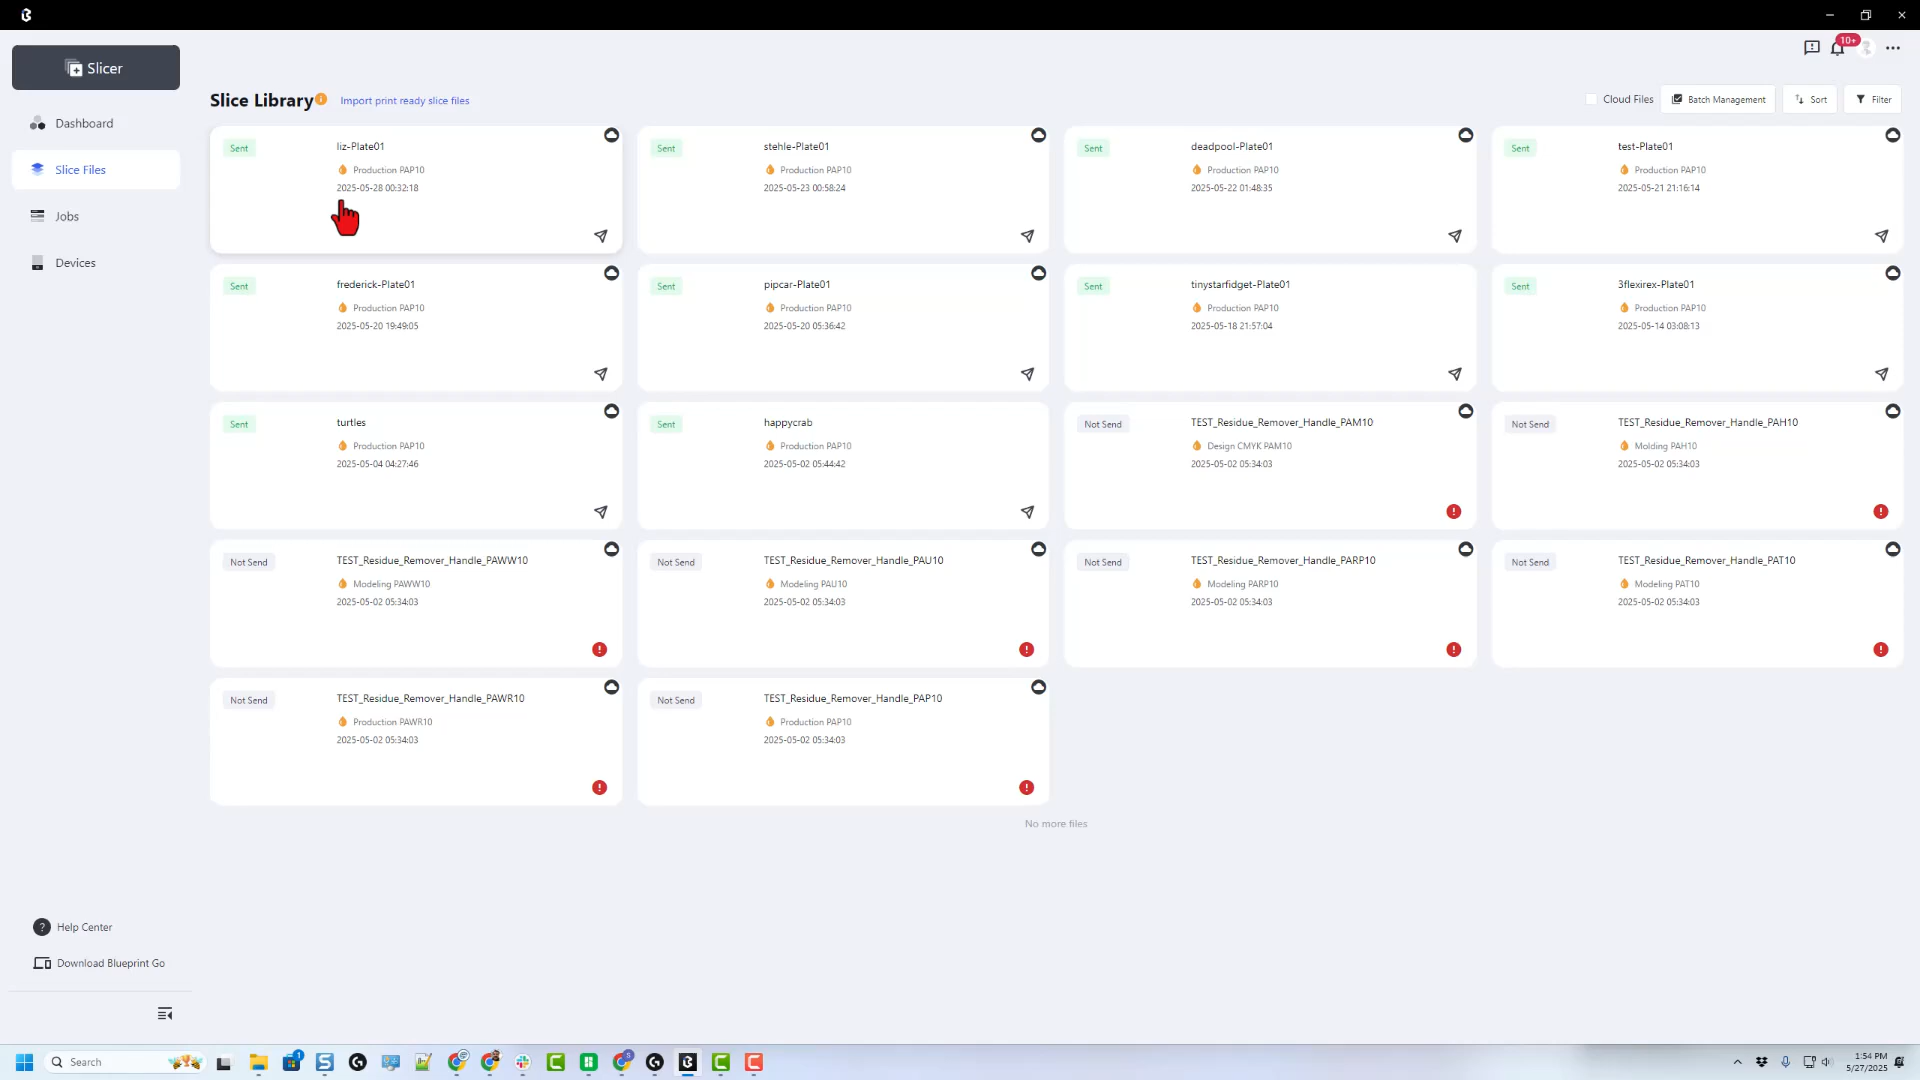 10+
Slicer
Dashboard
Slice Files
Jobs
Devices
Slice Library
Import print ready slice files
Cloud Files
Batch Management
Sort
Filter
Sent
liz-Plate01
Production PAP10
2025-05-28 00:32:18
Sent
stehle-Plate01
Production PAP10
2025-05-23 00:58:24
Sent
deadpool-Plate01
Production PAP10
2025-05-22 01:48:35
Sent
test-Plate01
Production PAP10
2025-05-21 21:16:14
Sent
frederick-Plate01
Production PAP10
2025-05-20 19:49:05
Sent
pipcar-Plate01
Production PAP10
2025-05-20 05:36:42
Sent
tinystarfidget-Plate01
Production PAP10
2025-05-18 21:57:04
Sent
3flexirex-Plate01
Production PAP10
2025-05-14 03:08:13
Sent
turtles
Production PAP10
2025-05-04 04:27:46
Sent
happycrab
Production PAP10
2025-05-02 05:44:42
Not Send
TEST_Residue_Remover_Handle_PAM10
Design CMYK PAM10
2025-05-02 05:34:03
Not Send
TEST_Residue_Remover_Handle_PAH10
Molding PAH10
2025-05-02 05:34:03
Not Send
TEST_Residue_Remover_Handle_PAWW10
Modeling PAWW10
2025-05-02 05:34:03
Not Send
TEST_Residue_Remover_Handle_PAU10
Modeling PAU10
2025-05-02 05:34:03
Not Send
TEST_Residue_Remover_Handle_PARP10
Modeling PARP10
2025-05-02 05:34:03
Not Send
TEST_Residue_Remover_Handle_PAT10
Modeling PAT10
2025-05-02 05:34:03
Not Send
TEST_Residue_Remover_Handle_PAWR10
Production PAWR10
2025-05-02 05:34:03
Not Send
TEST_Residue_Remover_Handle_PAP10
Production PAP10
2025-05-02 05:34:03
No more files
Help Center
Download Blueprint Go
Search
1:54 PM
5/27/2025